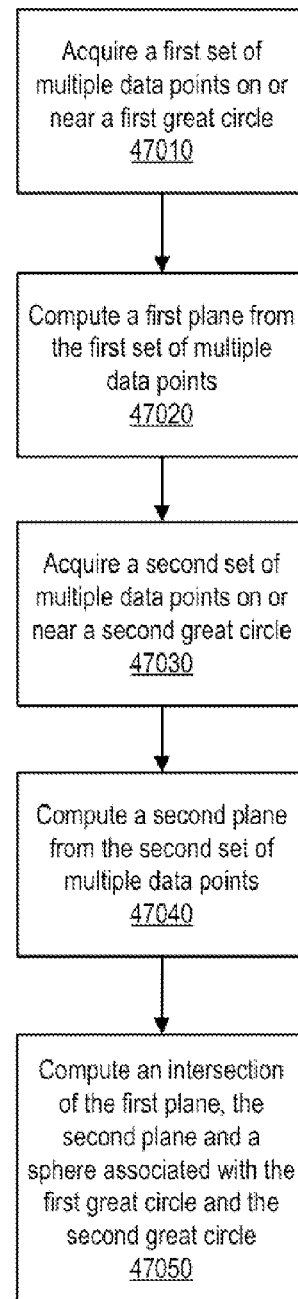 Acquire a first set of
multiple data points on or
near a first great circle
47010
Compute a first plane from
the first set of multiple
data points
47020
Acquire a second set of
multiple data points on or
near a second great circle
47030
Compute a second plane
from the second set of
multiple data points
47040
Compute an intersection
of the first plane, the
second plane and a
sphere associated with the
first great circle and the
second great circle
47050